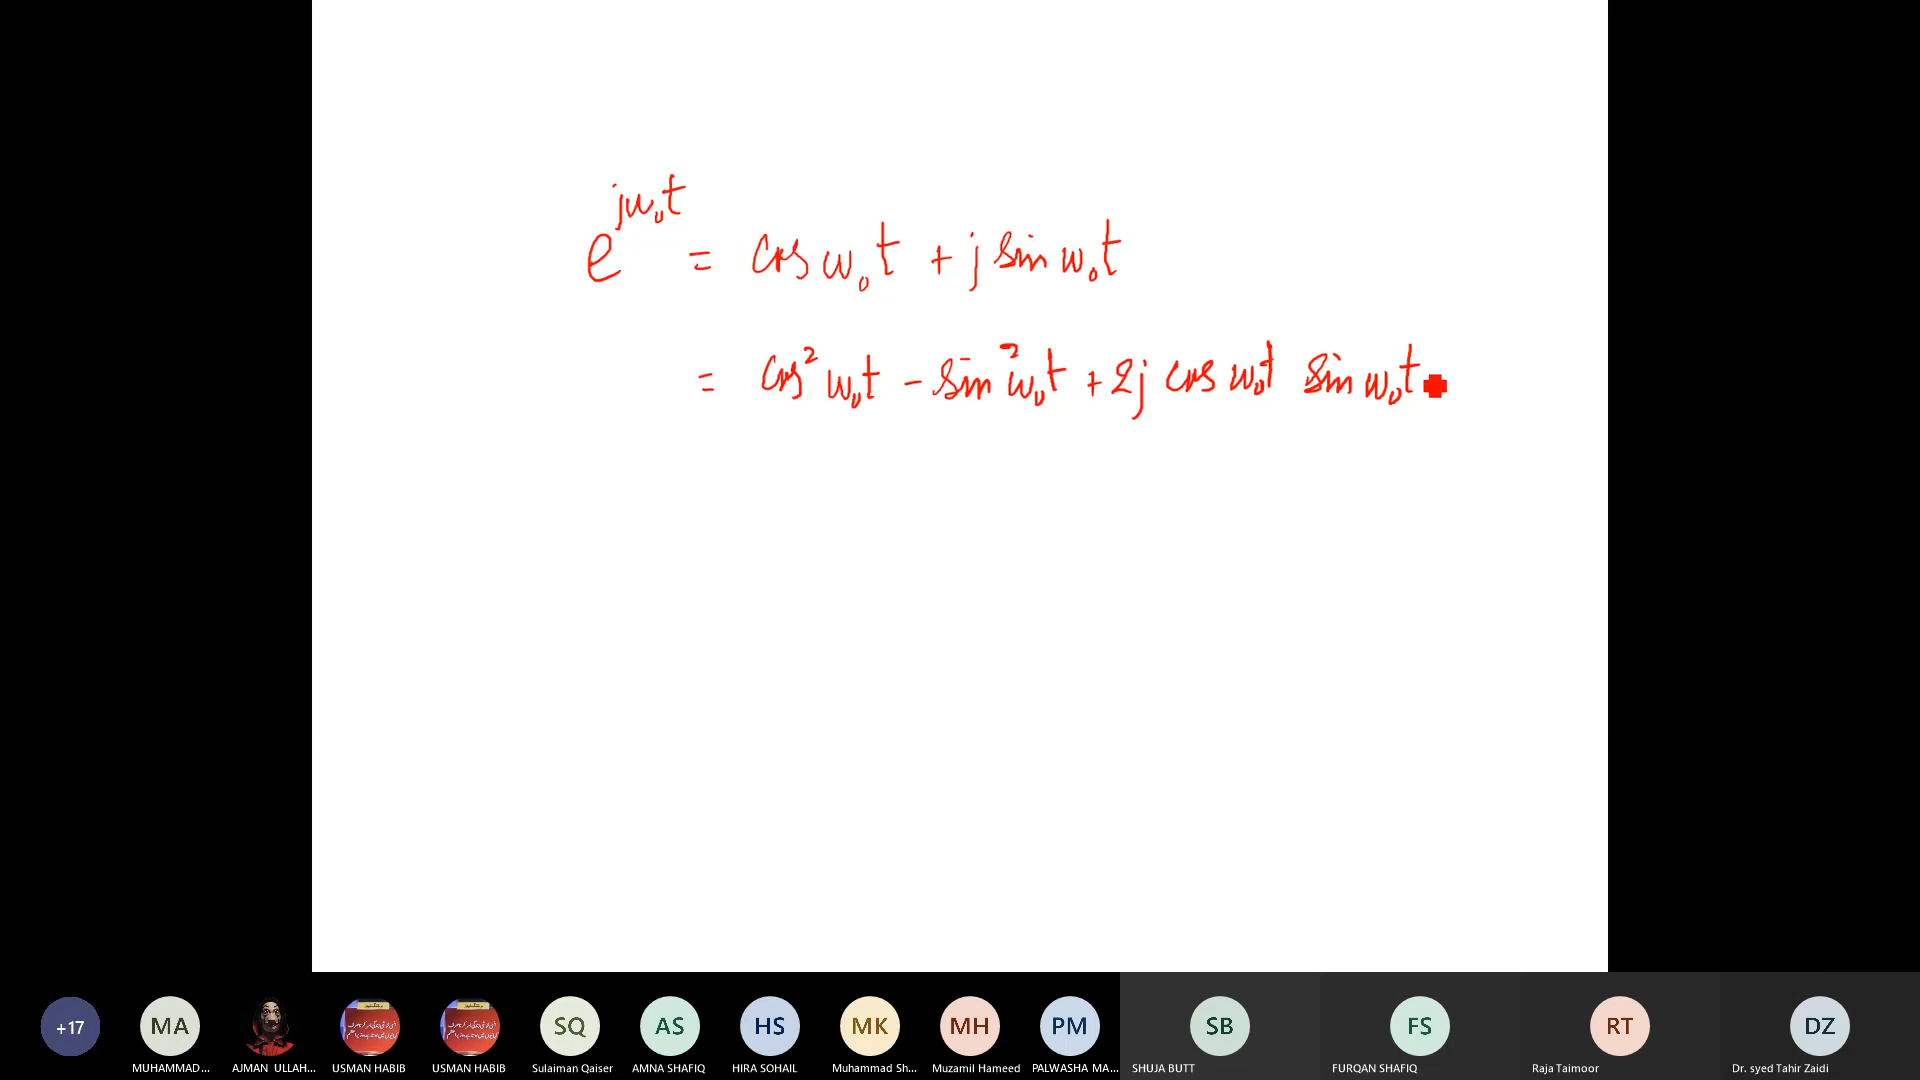 e^{jω₀t} = cos ω₀t + j sin ω₀t
= cos² ω₀t - sin² ω₀t + 2j cos ω₀t sin ω₀t
+17 MA SQ AS HS MK MH PM SB FS RT DZ
MUHAMMAD... AJMAN ULLAH... USMAN HABIB USMAN HABIB Sulaiman Qaiser AMNA SHAFIQ HIRA SOHAIL Muhammad Sh... Muzamil Hameed PALWASHA MA... SHUJA BUTT FURQAN SHAFIQ Raja Taimoor Dr. syed Tahir Zaidi